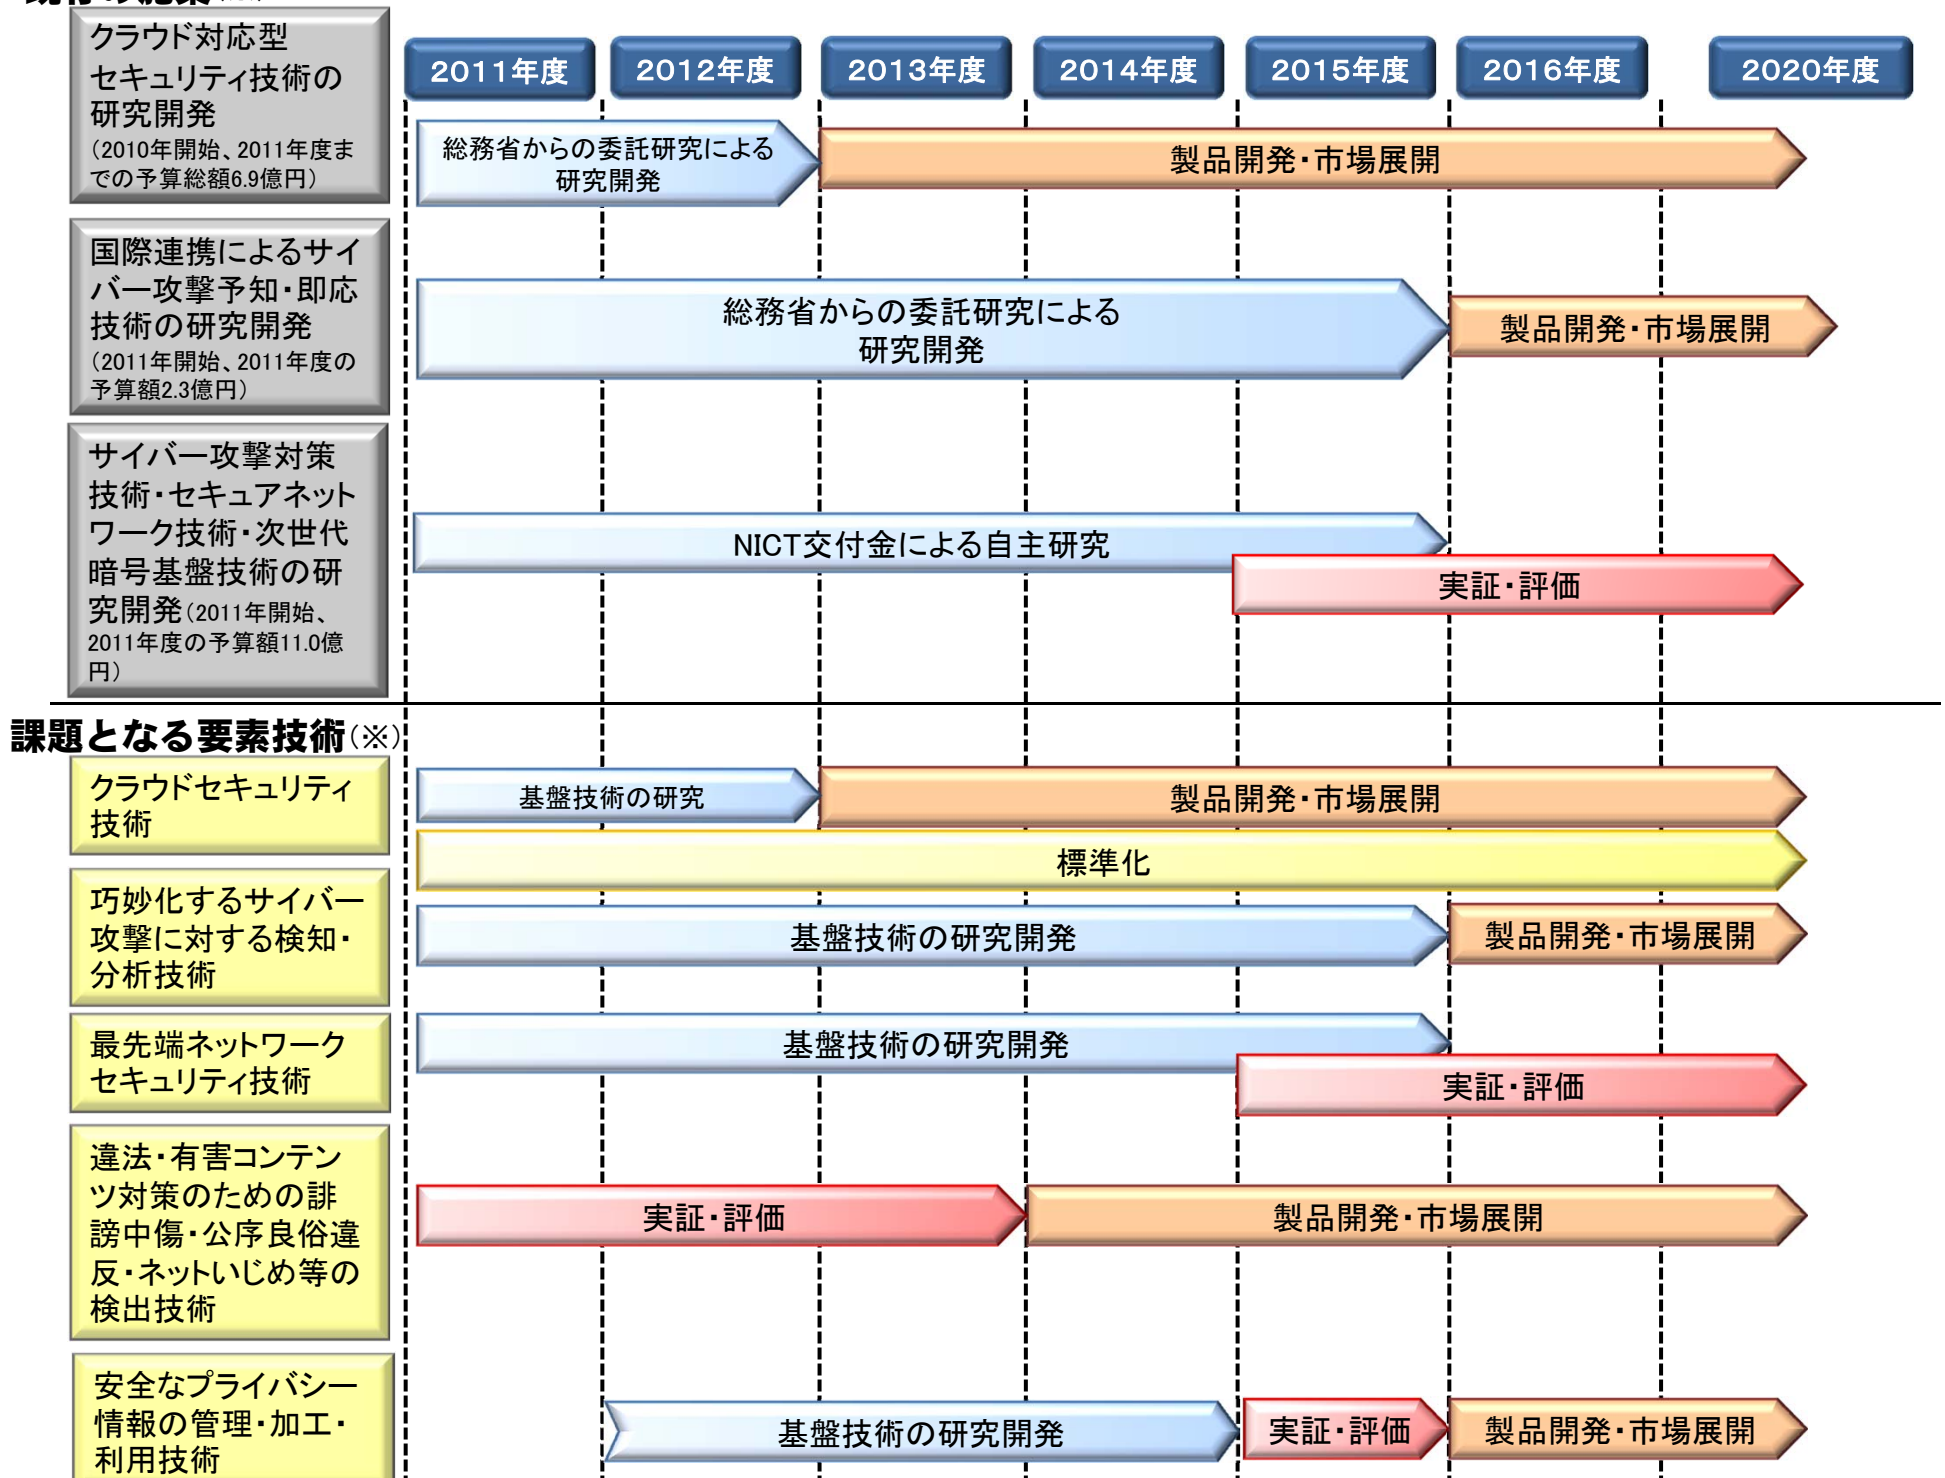 クラウド対応型
セキュリティ技術の
研究開発
（2010年開始、2011年度ま
での予算総額6.9億円）
2011年度
2012年度
2013年度
2014年度
2015年度
2016年度
2020年度
総務省からの委託研究による
研究開発
製品開発・市場展開
国際連携によるサイ
バー攻撃予知・即応
技術の研究開発
（2011年開始、2011年度の
予算額2.3億円）
総務省からの委託研究による
研究開発
製品開発・市場展開
サイバー攻撃対策
技術・セキュアネット
ワーク技術・次世代
暗号基盤技術の研
究開発（2011年開始、
2011年度の予算額11.0億
円）
NICT交付金による自主研究
実証・評価
課題となる要素技術（※）
クラウドセキュリティ
技術
基盤技術の研究
製品開発・市場展開
標準化
巧妙化するサイバー
攻撃に対する検知・
分析技術
基盤技術の研究開発
製品開発・市場展開
最先端ネットワーク
セキュリティ技術
基盤技術の研究開発
実証・評価
違法・有害コンテン
ツ対策のための誹
謗中傷・公序良俗違
反・ネットいじめ等の
検出技術
実証・評価
製品開発・市場展開
安全なプライバシー
情報の管理・加工・
利用技術
基盤技術の研究開発
実証・評価
製品開発・市場展開